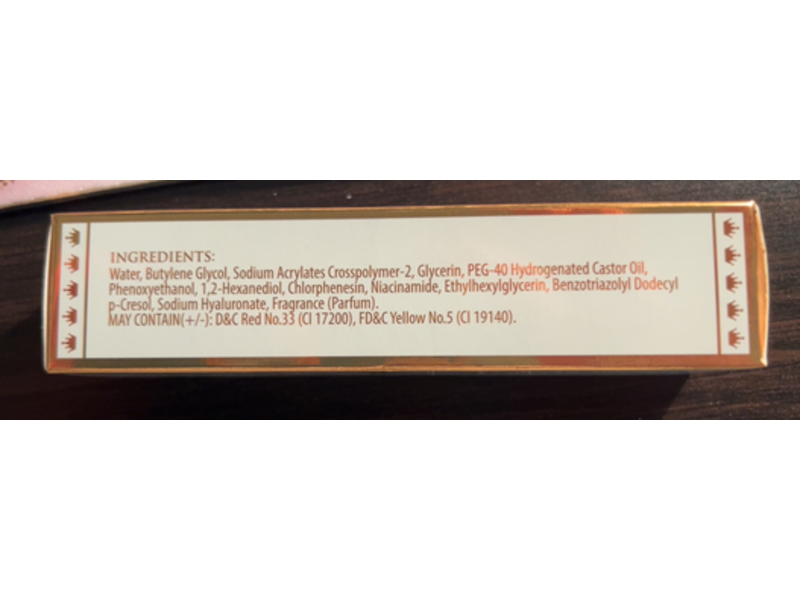 INGREDIENTS:
Water, Butylene Glycol, Sodium Acrylates Crosspolymer-2, Glycerin, PEG-40 Hydrogenated Castor Oil,
Phenoxyethanol, 1,2-Hexanediol, Chlorphenesin, Niacinamide, Ethylhexylglycerin, Benzotriazolyl Dodecyl
p-Cresol, Sodium Hyaluronate, Fragrance (Parfum).
MAY CONTAIN(+/-): D&C Red No.33 (CI 17200), FD&C Yellow No.5 (CI 19140).